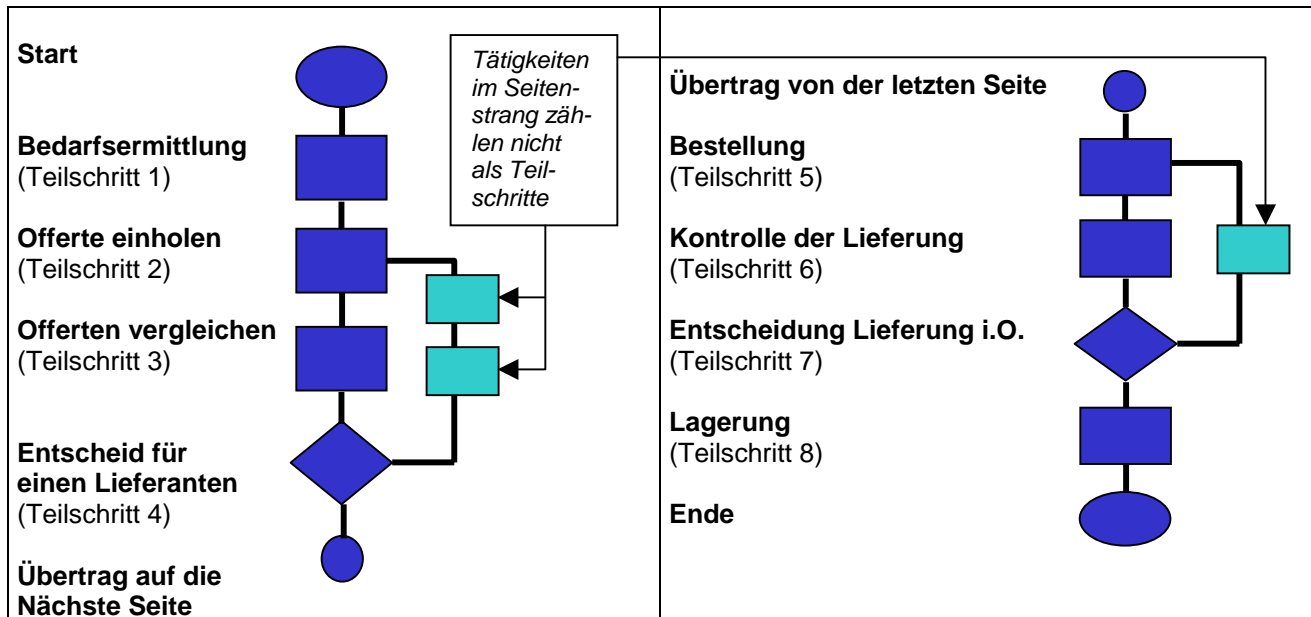 Start
Bedarfsermittlung
(Teilschritt 1)
Offerte einholen
(Teilschritt 2)
Offerten vergleichen
(Teilschritt 3)
Entscheid für
einen Lieferanten
(Teilschritt 4)
Übertrag auf die
Nächste Seite
Tätigkeiten
im Seiten-
strang zäh-
len nicht
als Teil-
schritte
Übertrag von der letzten Seite
Bestellung
(Teilschritt 5)
Kontrolle der Lieferung
(Teilschritt 6)
Entscheidung Lieferung i.O.
(Teilschritt 7)
Lagerung
(Teilschritt 8)
Ende